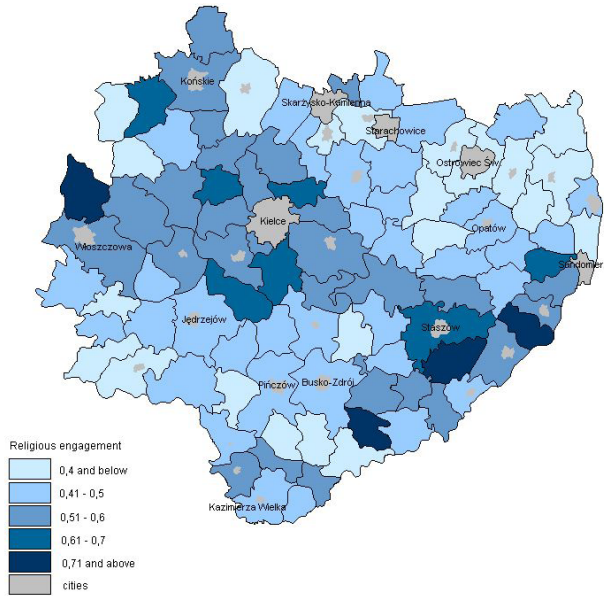 Końskie
Skarżysko-Kamienna
Starachowice
Ostrowiec Św.
Kielce
Opatów
Włoszczowa
Sandomier
Jędrzejów
Staszów
Pińczów
Busko-Zdrój
Kazimierza Wielka
Religious engagement
0,4 and below
0,41 - 0,5
0,51 - 0,6
0,61 - 0,7
0,71 and above
cities